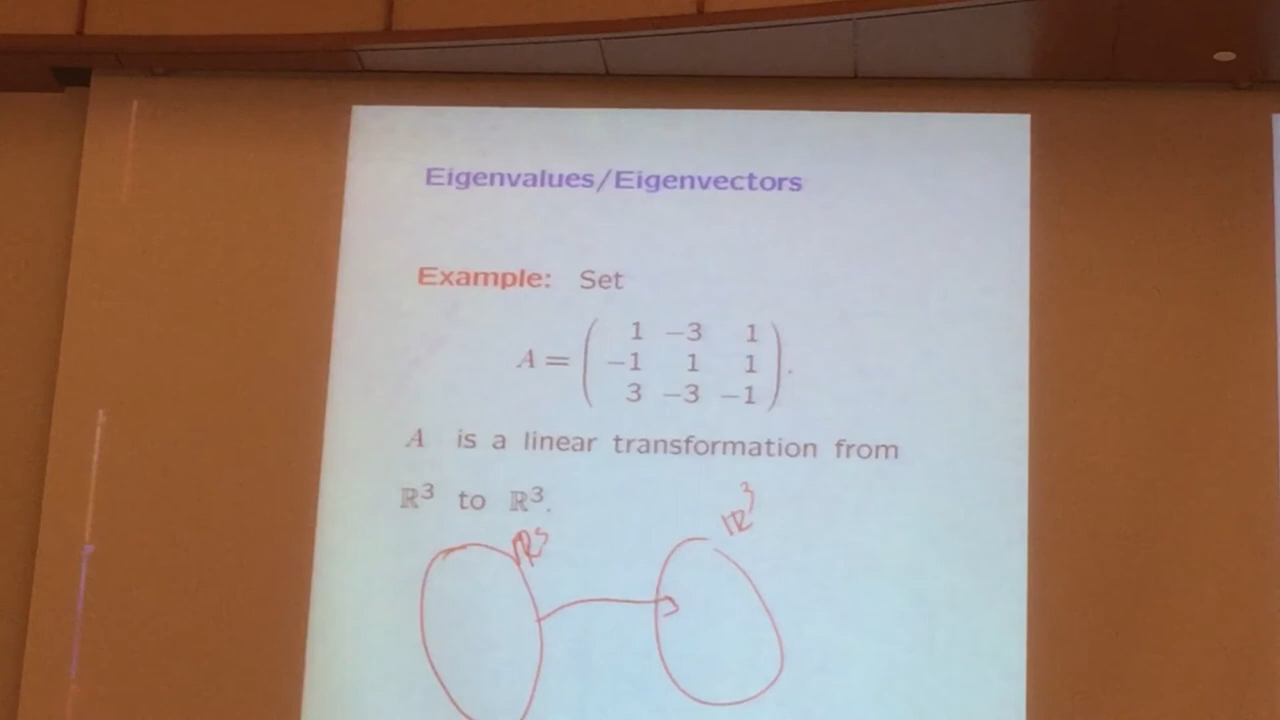 Eigenvalues/Eigenvectors
Example: Set
A = ( 1 −3 1
−1 1 1
3 −3 −1 ).
A is a linear transformation from
ℝ³ to ℝ³.
ℝ³
ℝ³